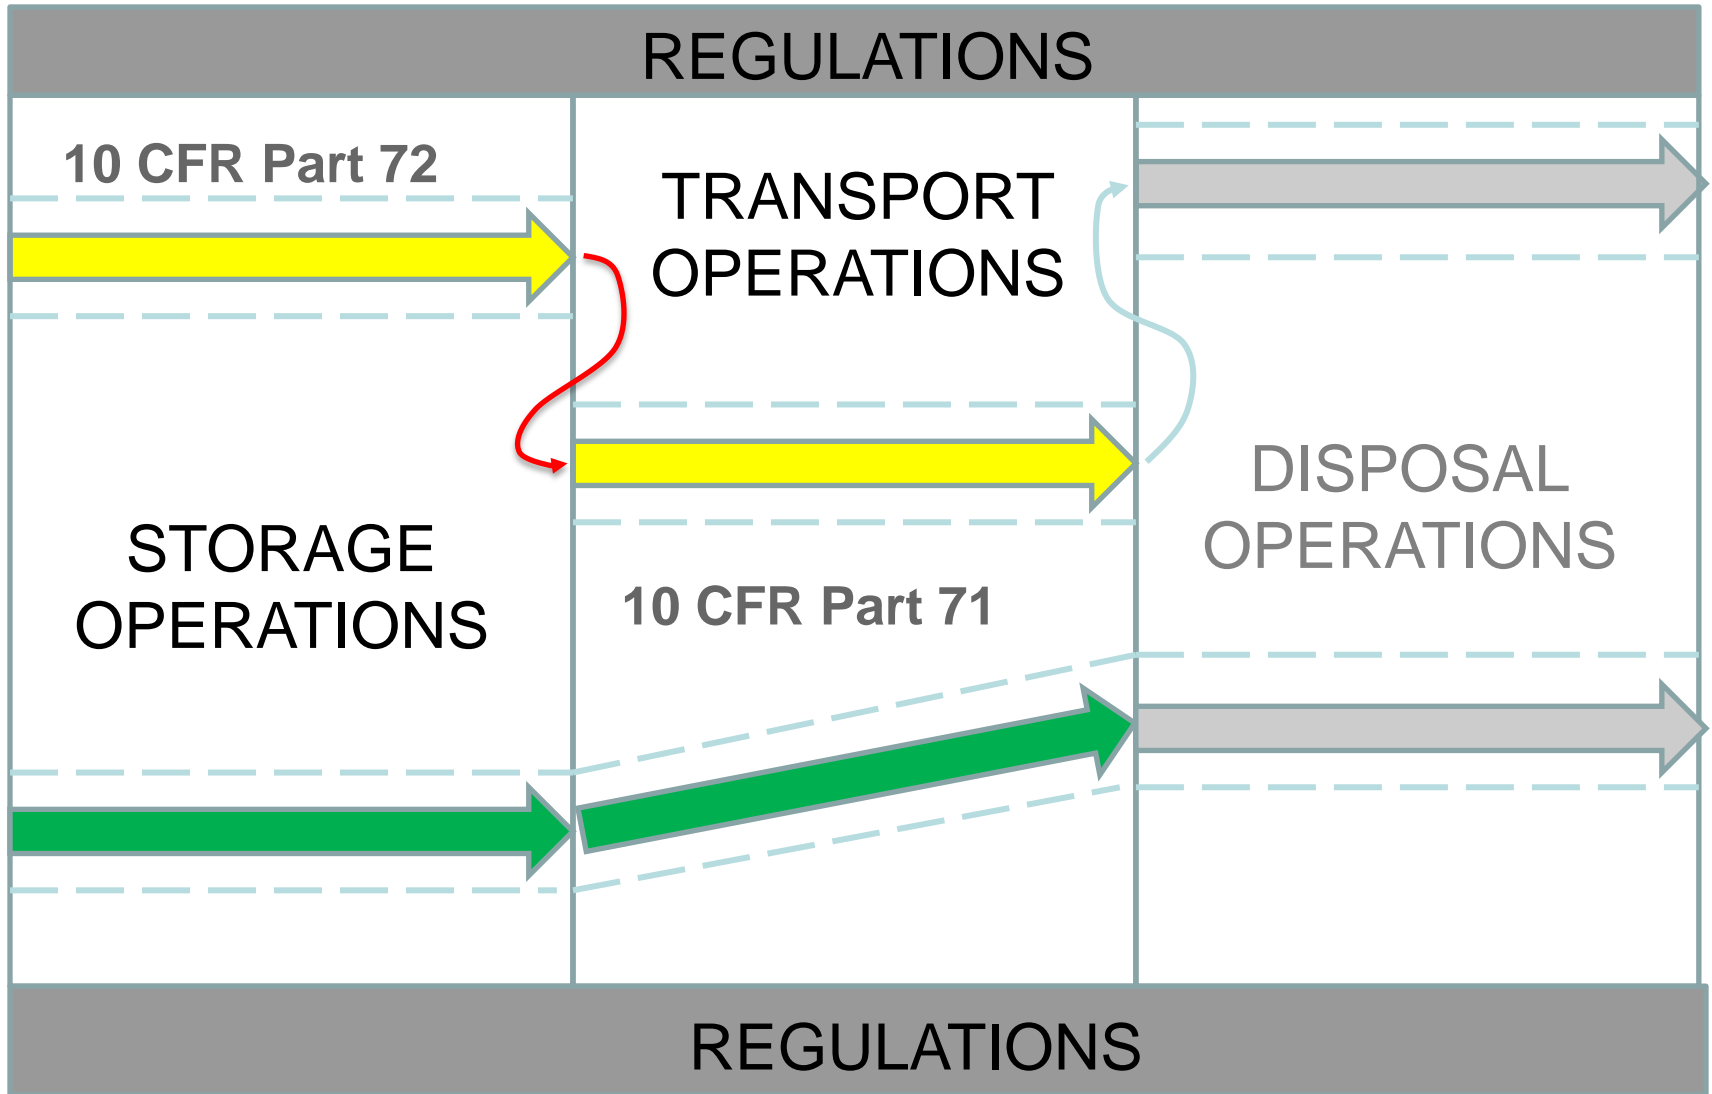 REGULATIONS
10 CFR Part 72
TRANSPORT
OPERATIONS
STORAGE
OPERATIONS
10 CFR Part 71
DISPOSAL
OPERATIONS
REGULATIONS